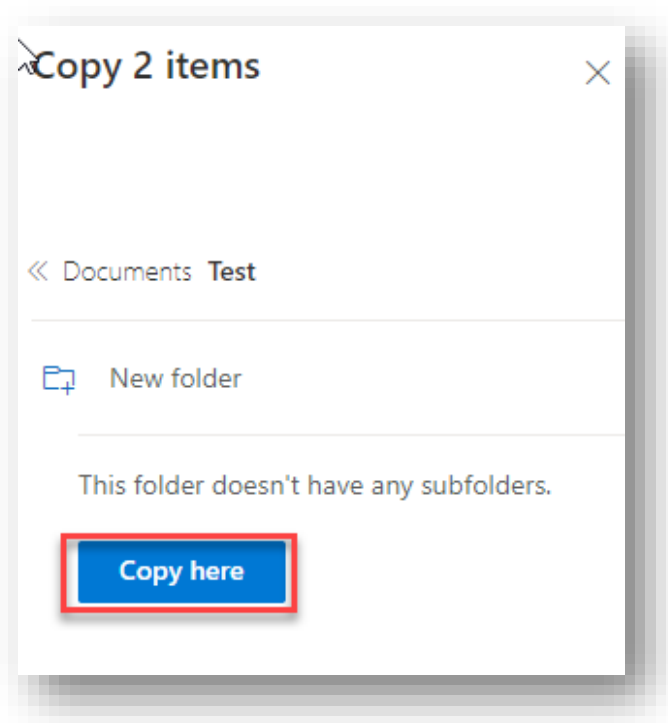 Copy 2 items
Documents Test
New folder
This folder doesn't have any subfolders.
Copy here